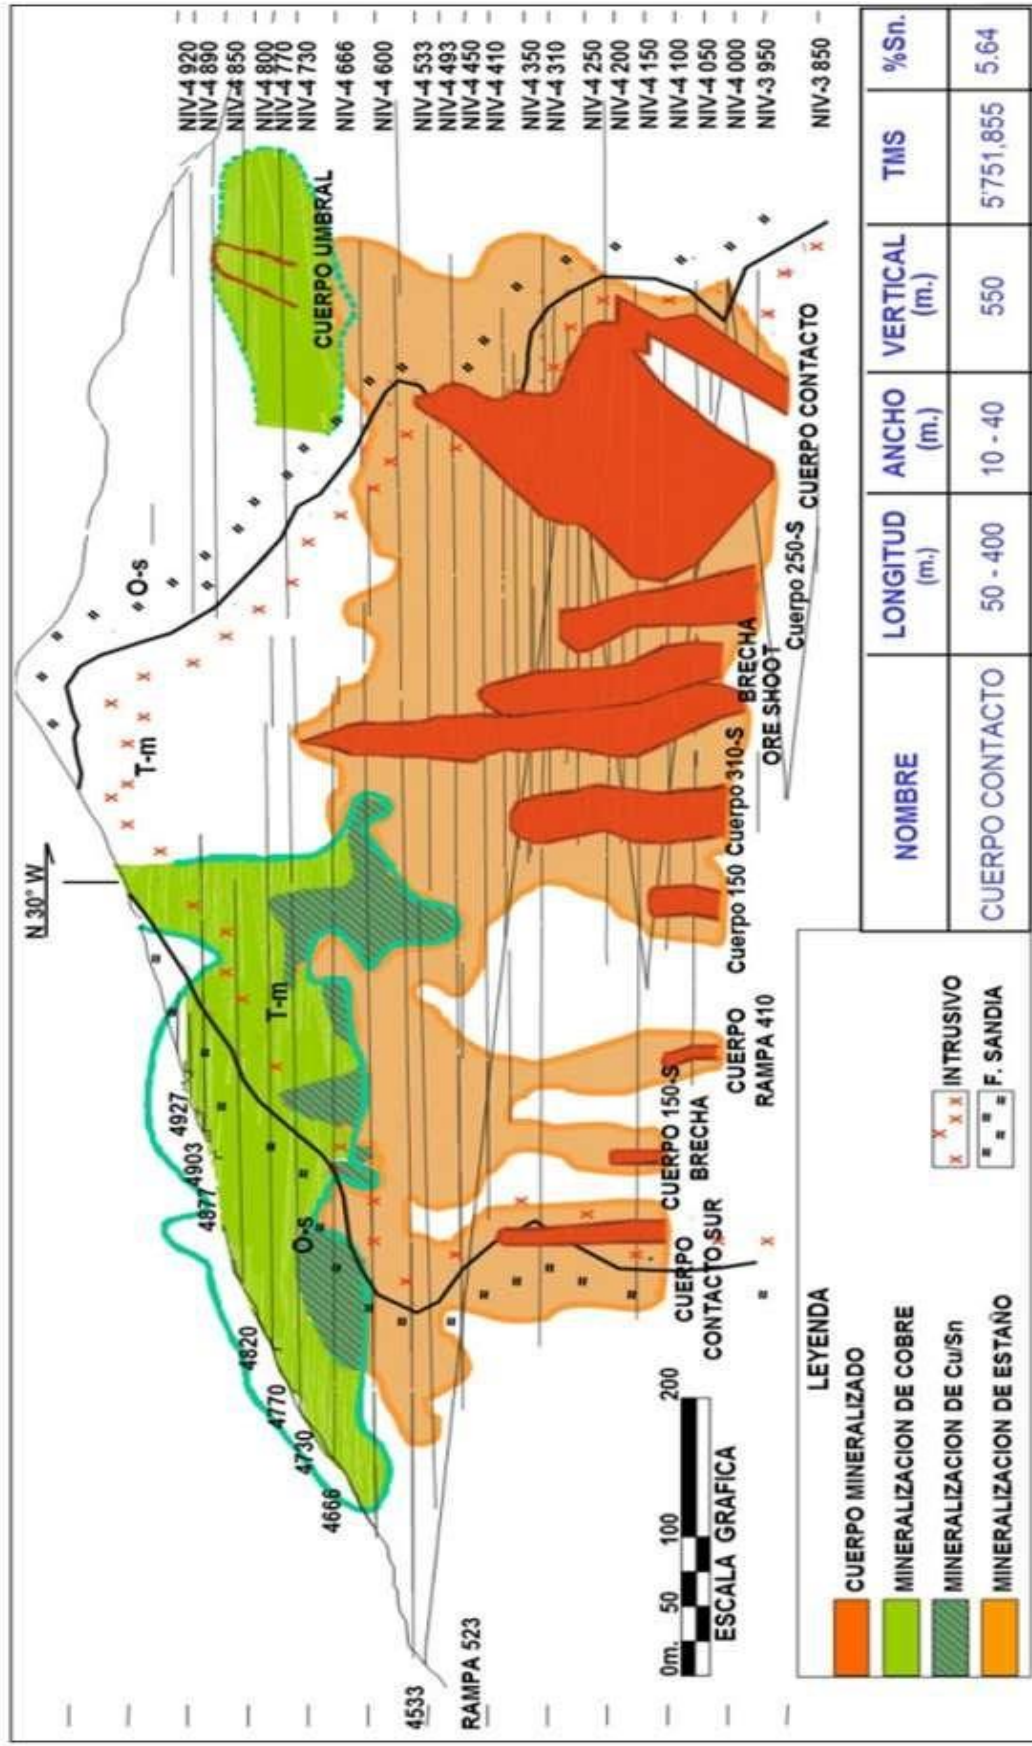 N 30° W
NIV-4 920
NIV-4 890
NIV-4 850
NIV-4 800
NIV-4 770
NIV-4 730
NIV-4 666
NIV-4 600
NIV-4 533
NIV-4 493
NIV-4 450
NIV-4 410
NIV-4 350
NIV-4 310
NIV-4 250
NIV-4 200
NIV-4 150
NIV-4 100
NIV-4 050
NIV-4 000
NIV-3 950
NIV-3 850
O-s
T-m
T-m
O-s
4927
4903
4877
4820
4770
4730
4666
4533
RAMPA 523
CUERPO UMBRAL
CUERPO CONTACTO
Cuerpo 250-S
BRECHA
ORE SHOOT
Cuerpo 310-S
Cuerpo 150
CUERPO
RAMPA 410
CUERPO 150-S
BRECHA
CUERPO
CONTACTO SUR
0m. 50 100 200
ESCALA GRAFICA
LEYENDA
CUERPO MINERALIZADO
MINERALIZACION DE COBRE
MINERALIZACION DE Cu/Sn
MINERALIZACION DE ESTAÑO
INTRUSIVO
F. SANDIA
NOMBRE LONGITUD (m.) ANCHO (m.) VERTICAL (m.) TMS %Sn.
CUERPO CONTACTO 50 - 400 10 - 40 550 5'751,855 5.64